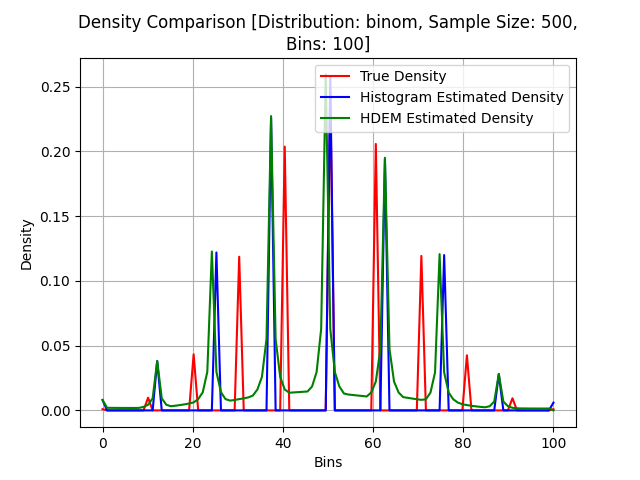 Density Comparison [Distribution: binom, Sample Size: 500,
Bins: 100]
True Density
Histogram Estimated Density
HDEM Estimated Density
Density
0.25
0.20
0.15
0.10
0.05
0.00
0 20 40 60 80 100
Bins